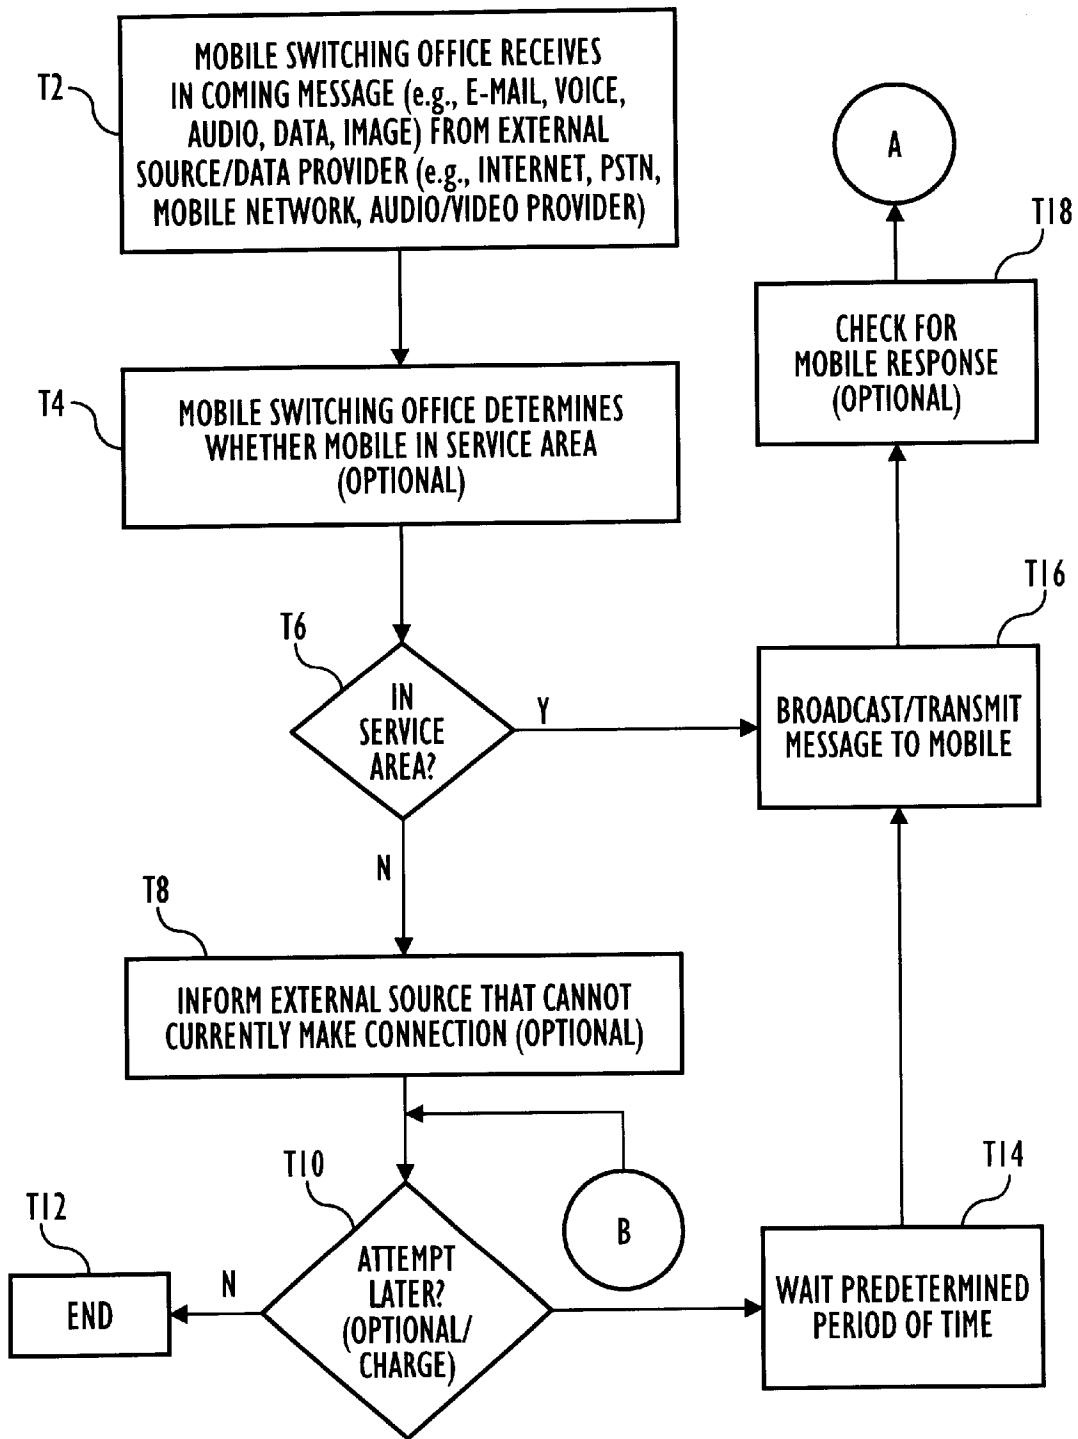 T2
MOBILE SWITCHING OFFICE RECEIVES
IN COMING MESSAGE (e.g., E-MAIL, VOICE,
AUDIO, DATA, IMAGE) FROM EXTERNAL
SOURCE/DATA PROVIDER (e.g., INTERNET, PSTN,
MOBILE NETWORK, AUDIO/VIDEO PROVIDER)
T4
MOBILE SWITCHING OFFICE DETERMINES
WHETHER MOBILE IN SERVICE AREA
(OPTIONAL)
T6
IN
SERVICE
AREA?
Y
N
T8
INFORM EXTERNAL SOURCE THAT CANNOT
CURRENTLY MAKE CONNECTION (OPTIONAL)
B
T10
ATTEMPT
LATER?
(OPTIONAL/
CHARGE)
N
T12
END
T14
WAIT PREDETERMINED
PERIOD OF TIME
T16
BROADCAST/TRANSMIT
MESSAGE TO MOBILE
T18
CHECK FOR
MOBILE RESPONSE
(OPTIONAL)
A